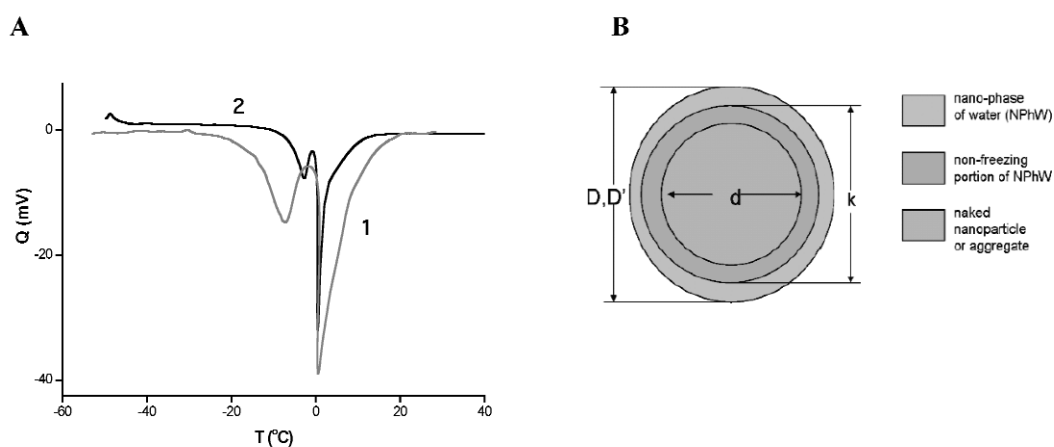 A
B
2
1
0
-20
-40
Q (mV)
-60
-40
-20
0
20
40
T (°C)
D,D'
d
k
nano-phase
of water (NPhW)
non-freezing
portion of NPhW
naked
nanoparticle
or aggregate